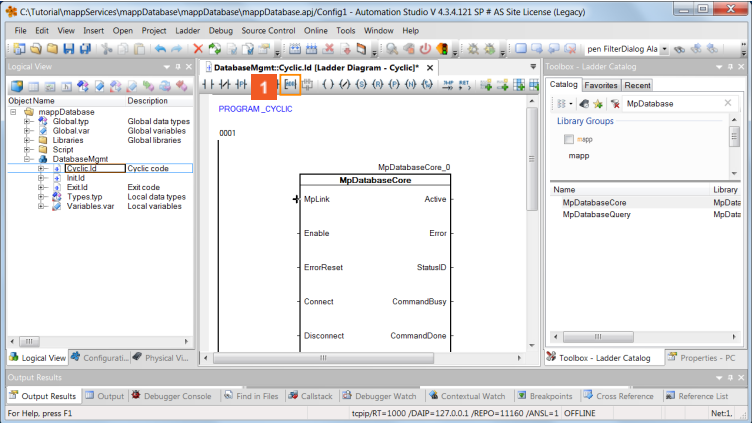 C:\Tutorial\mappServices\mappDatabase\mappDatabase.apj/Config1 - Automation Studio V 4.3.4.121 SP # AS Site License (Legacy)
File Edit View Insert Project Ladder Debug Source Control Online Tools Window Help
pen FilterDialog Ala
Logical View
DatabaseMgmt::Cyclic.ld [Ladder Diagram - Cyclic]*
Toolbox - Ladder Catalog
1
Catalog Favorites Recent
MpDatabase
Object Name Description
mappDatabase
Global.typ Global data types
Global.var Global variables
Libraries Global libraries
Script
DatabaseMgmt
Cyclic.ld Cyclic code
Init.ld
Exit.ld Exit code
Types.typ Local data types
Variables.var Local variables
PROGRAM _CYCLIC
0001
MpDatabaseCore_0
MpDatabaseCore
MpLink Active
Enable Error
ErrorReset StatusID
Connect CommandBusy
Disconnect CommandDone
Library Groups
mapp
mapp
Name Library
MpDatabaseCore MpData
MpDatabaseQuery MpData
Logical View Configurati... Physical Vi...
Toolbox - Ladder Catalog Properties - PC
Output Results
Output Results Output Debugger Console Find in Files Callstack Debugger Watch Contextual Watch Breakpoints Cross Reference Reference List
For Help, press F1 tcpip/RT=1000 /DAIP=127.0.0.1 /REPO=11160 /ANSL=1 OFFLINE Net:1,